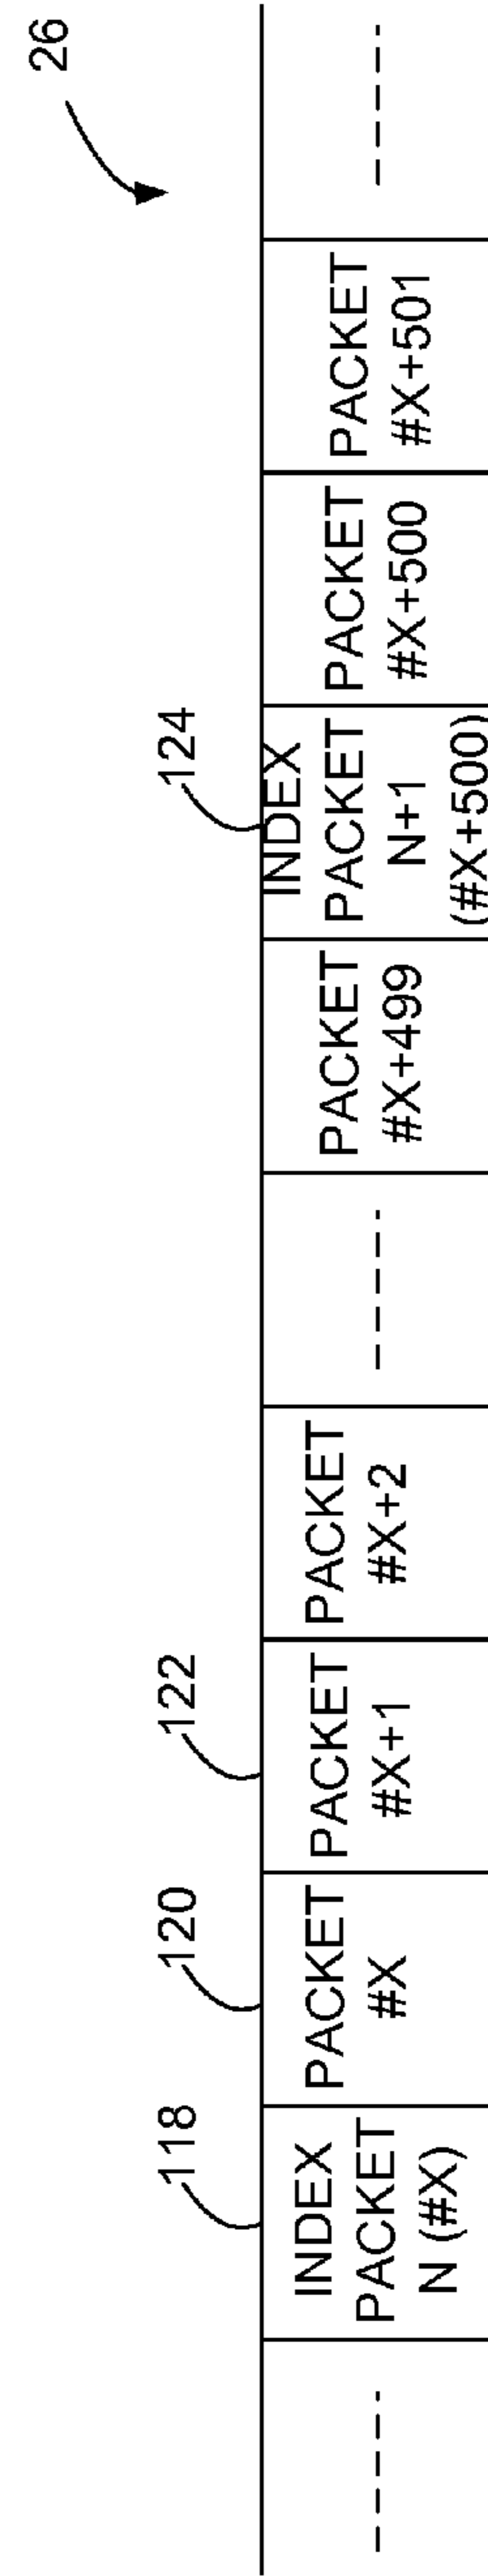 26
118
120
122
124
-----
INDEX
PACKET
N (#X)
PACKET
#X
PACKET
#X+1
PACKET
#X+2
-----
PACKET
#X+499
INDEX
PACKET
N+1
(#X+500)
PACKET
#X+500
PACKET
#X+501
-----